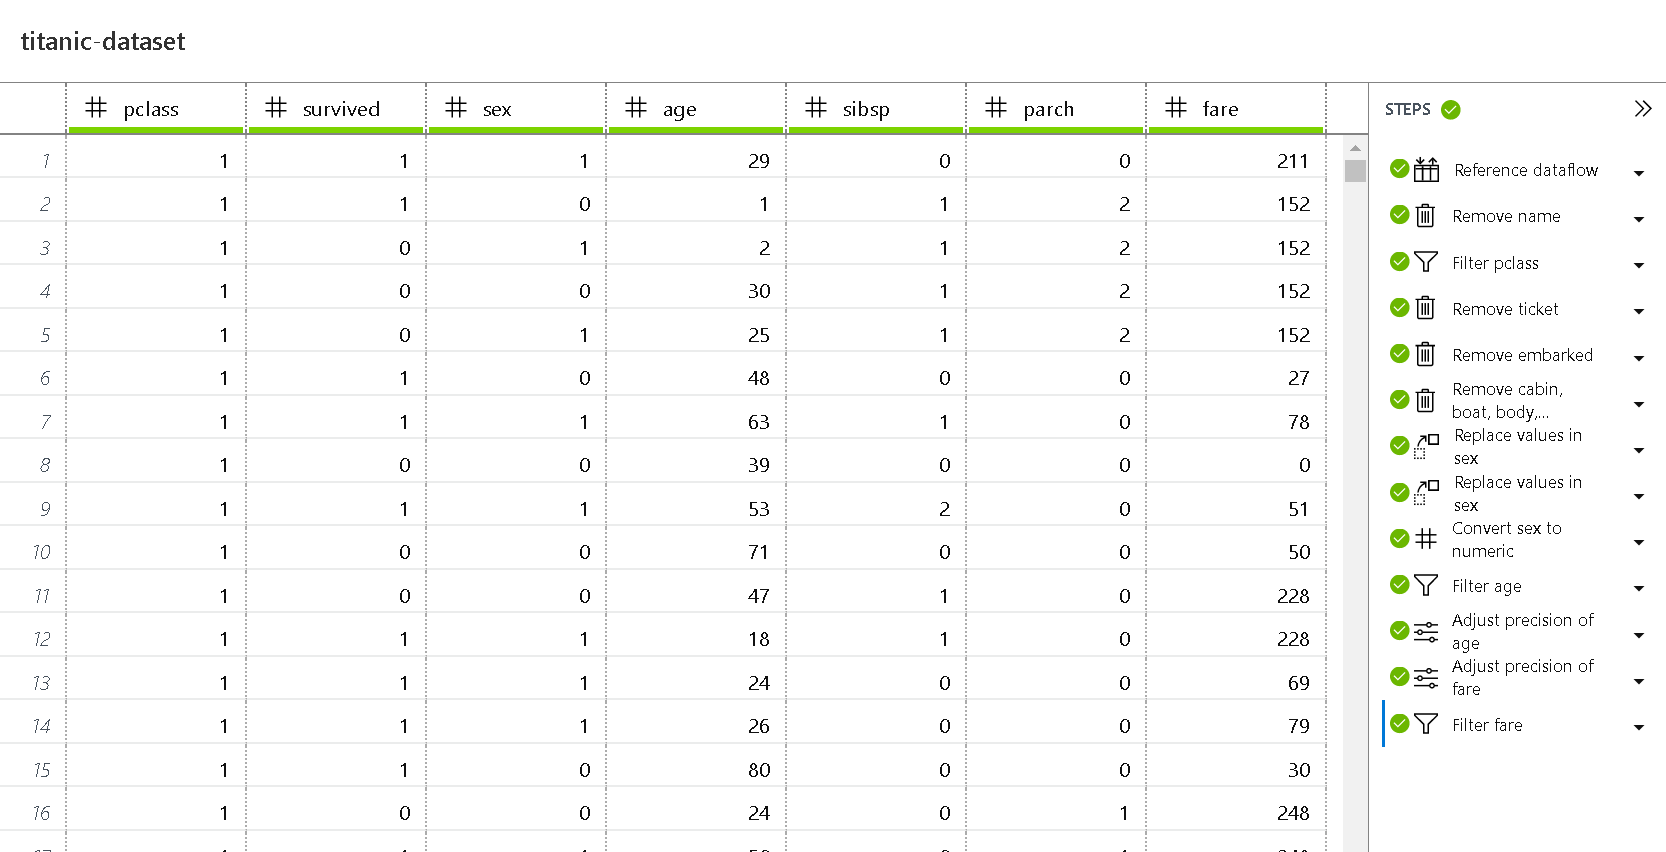 titanic-dataset
pclass survived sex age sibsp parch fare
1 1 1 1 29 0 0 211
2 1 1 0 1 1 2 152
3 1 0 1 2 1 2 152
4 1 0 0 30 1 2 152
5 1 0 1 25 1 2 152
6 1 1 0 48 0 0 27
7 1 1 1 63 1 0 78
8 1 0 0 39 0 0 0
9 1 1 1 53 2 0 51
10 1 0 0 71 0 0 50
11 1 0 0 47 1 0 228
12 1 1 1 18 1 0 228
13 1 1 1 24 0 0 69
14 1 1 1 26 0 0 79
15 1 1 0 80 0 0 30
16 1 0 0 24 0 1 248
STEPS
Reference dataflow
Remove name
Filter pclass
Remove ticket
Remove embarked
Remove cabin,
boat, body,...
Replace values in
sex
Replace values in
sex
Convert sex to
numeric
Filter age
Adjust precision of
age
Adjust precision of
fare
Filter fare